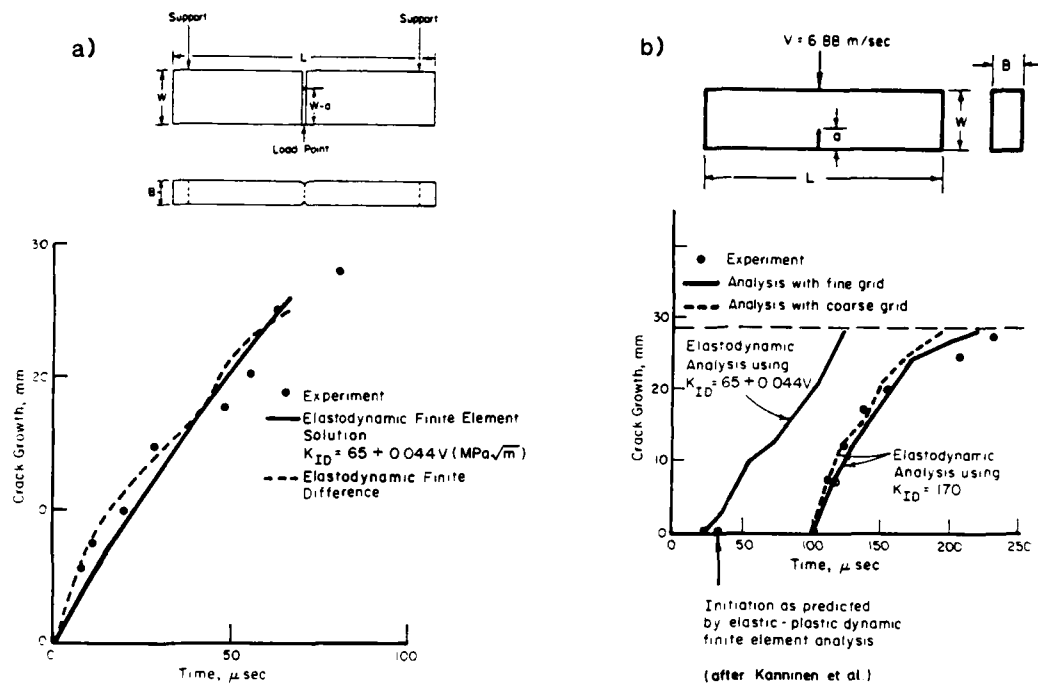 a)
Support
Support
L
W
W-a
Load Point
B
30
20
10
0
Crack Growth, mm
Experiment
Elastodynamic Finite Element
Solution
K_ID = 65 + 0.044V (MPa√m)
Elastodynamic Finite
Difference
0
50
100
Time, μ sec
b)
V = 6.88 m/sec
B
W
a
L
Experiment
Analysis with fine grid
Analysis with coarse grid
30
20
10
0
Crack Growth, mm
Elastodynamic
Analysis using
K_ID = 65 + 0.044V
Elastodynamic
Analysis using
K_ID = 170
0
50
100
150
200
250
Time, μ sec
Initiation as predicted
by elastic-plastic dynamic
finite element analysis
(after Kanninen et al.)